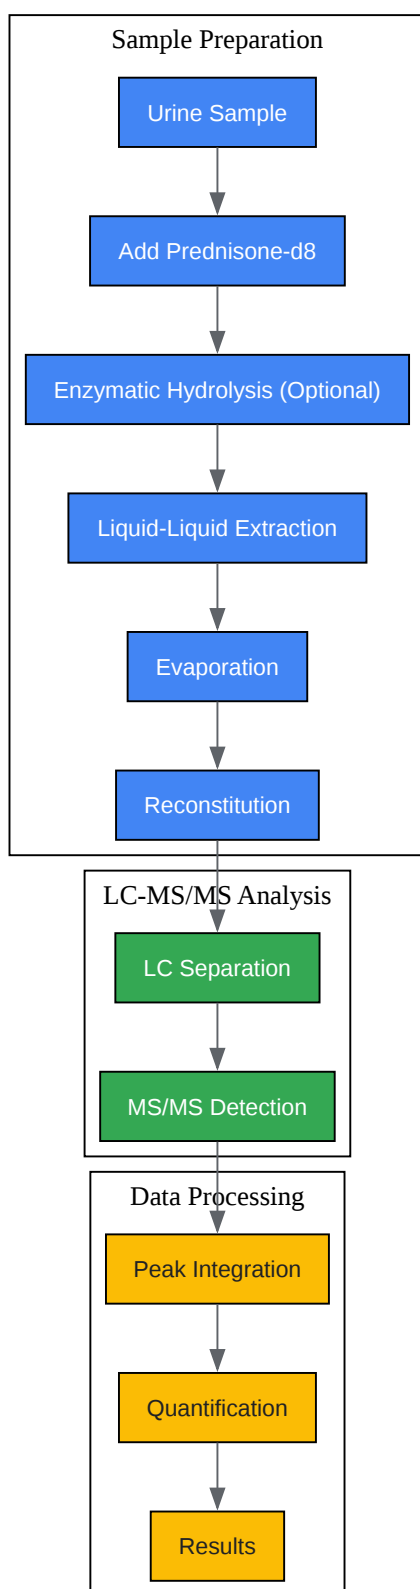 Sample Preparation
Urine Sample
Add Prednisone-d8
Enzymatic Hydrolysis (Optional)
Liquid-Liquid Extraction
Evaporation
Reconstitution
LC-MS/MS Analysis
LC Separation
MS/MS Detection
Data Processing
Peak Integration
Quantification
Results